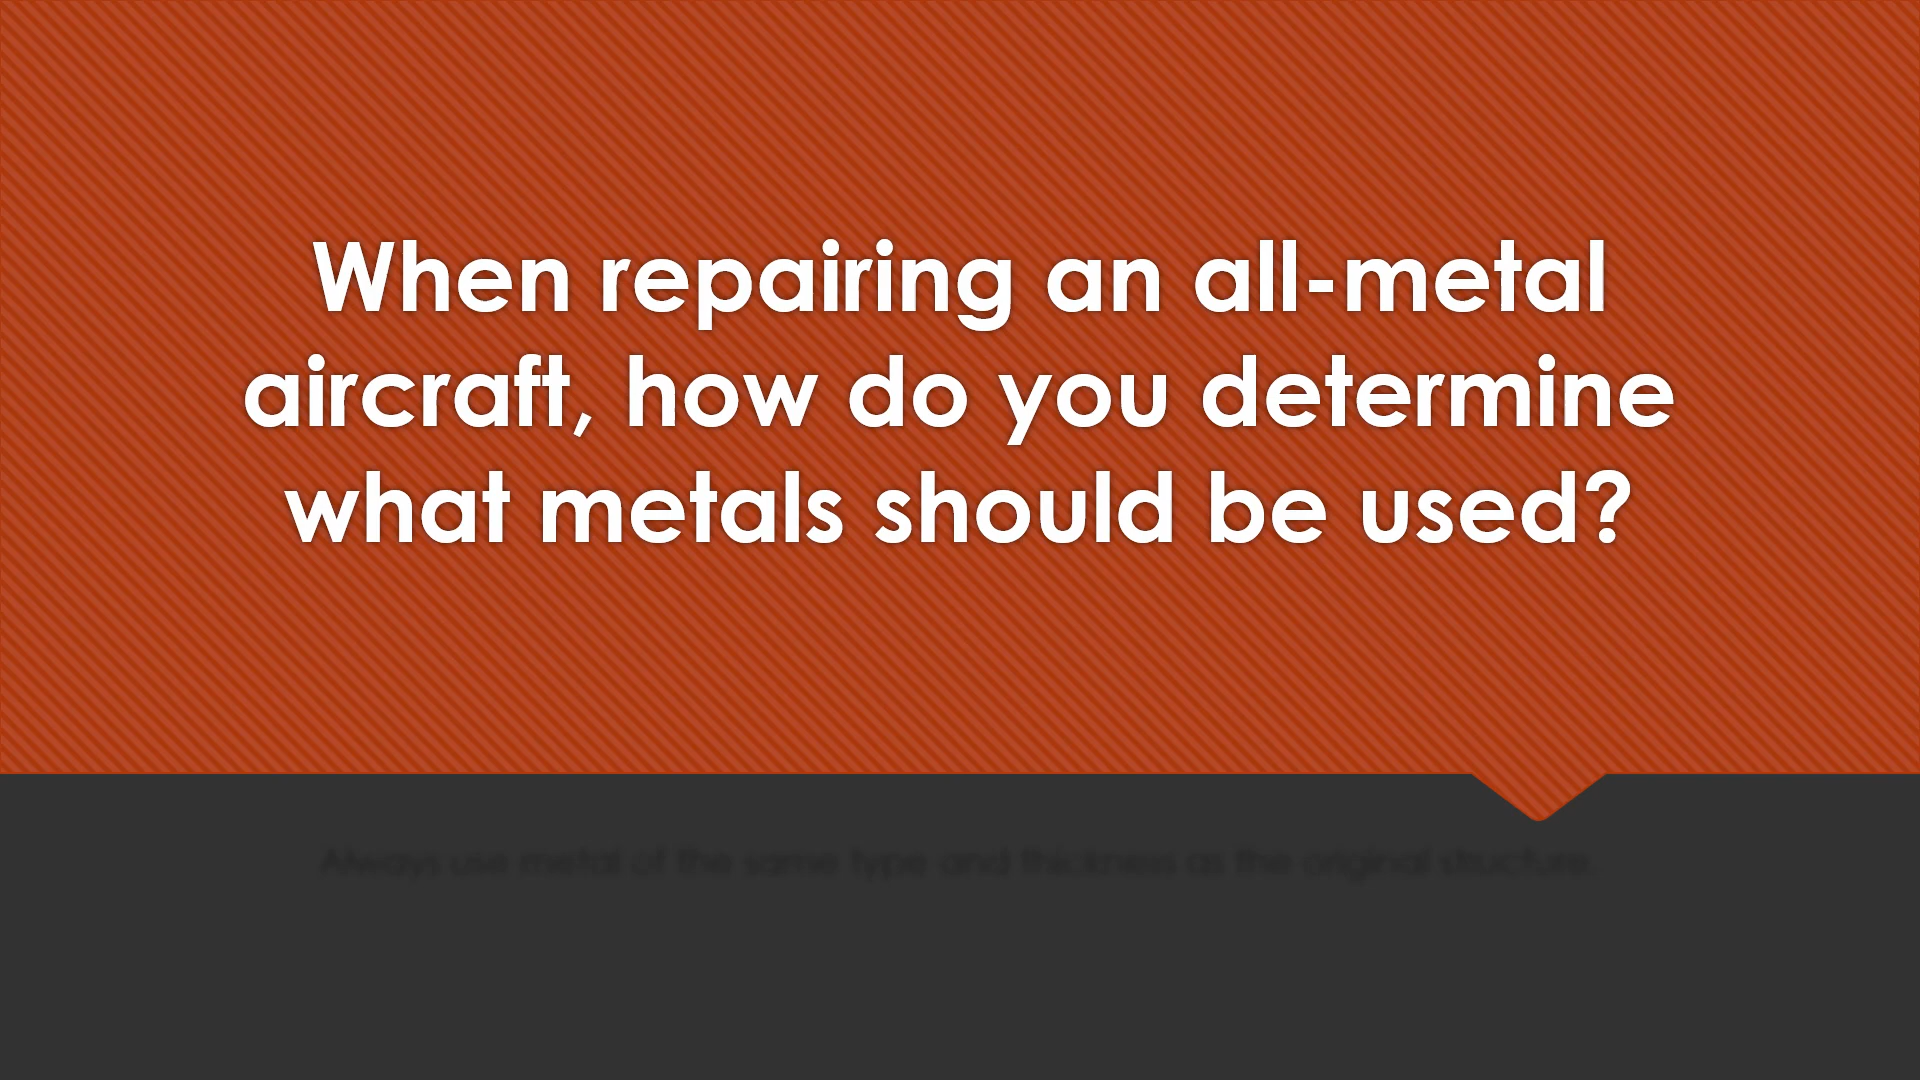 When repairing an all-metal
aircraft, how do you determine
what metals should be used?
Always use metal of the same type and thickness as the original structure.